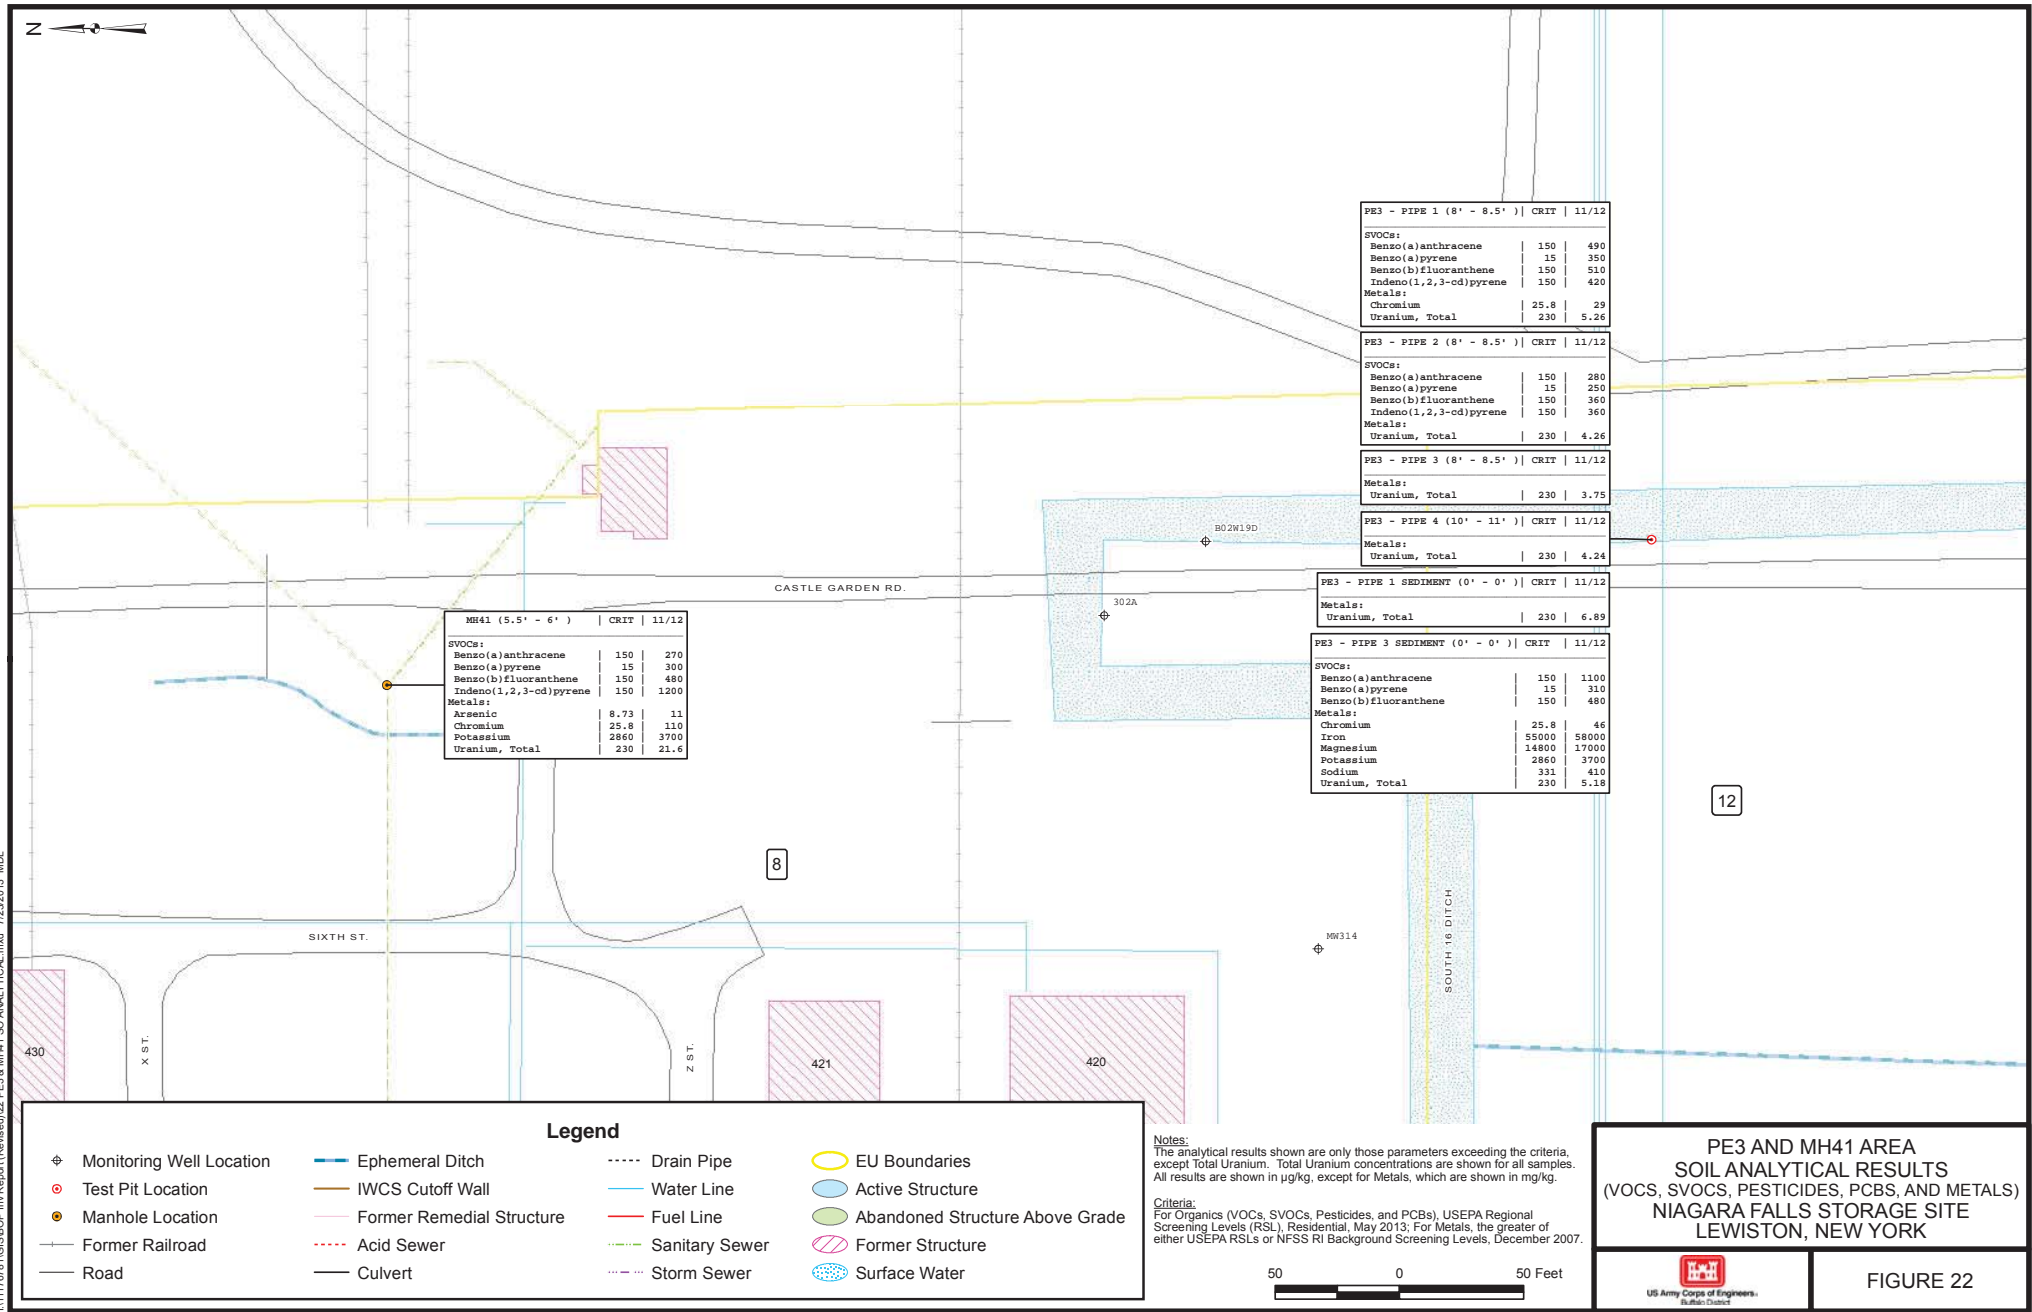 N
PE3 - PIPE 1 (8' - 8.5' ) | CRIT | 11/12
SVOCs:
Benzo(a)anthracene | 150 | 490
Benzo(a)pyrene | 15 | 350
Benzo(b)fluoranthene | 150 | 510
Indeno(1,2,3-cd)pyrene | 150 | 420
Metals:
Chromium | 25.8 | 29
Uranium, Total | 230 | 5.26
PE3 - PIPE 2 (8' - 8.5' ) | CRIT | 11/12
SVOCs:
Benzo(a)anthracene | 150 | 280
Benzo(a)pyrene | 15 | 250
Benzo(b)fluoranthene | 150 | 360
Indeno(1,2,3-cd)pyrene | 150 | 360
Metals:
Uranium, Total | 230 | 4.26
PE3 - PIPE 3 (8' - 8.5' ) | CRIT | 11/12
Metals:
Uranium, Total | 230 | 3.75
PE3 - PIPE 4 (10' - 11' ) | CRIT | 11/12
Metals:
Uranium, Total | 230 | 4.24
PE3 - PIPE 1 SEDIMENT (0' - 0' ) | CRIT | 11/12
Metals:
Uranium, Total | 230 | 6.89
PE3 - PIPE 3 SEDIMENT (0' - 0' ) | CRIT | 11/12
SVOCs:
Benzo(a)anthracene | 150 | 1100
Benzo(a)pyrene | 15 | 310
Benzo(b)fluoranthene | 150 | 480
Metals:
Chromium | 25.8 | 46
Iron | 55000 | 58000
Magnesium | 14800 | 17000
Potassium | 2860 | 3700
Sodium | 331 | 410
Uranium, Total | 230 | 5.18
B02W19D
302A
CASTLE GARDEN RD.
MH41 (5.5' - 6' ) | CRIT | 11/12
SVOCs:
Benzo(a)anthracene | 150 | 270
Benzo(a)pyrene | 15 | 300
Benzo(b)fluoranthene | 150 | 480
Indeno(1,2,3-cd)pyrene | 150 | 1200
Metals:
Arsenic | 8.73 | 11
Chromium | 25.8 | 110
Potassium | 2860 | 3700
Uranium, Total | 230 | 21.6
12
8
SIXTH ST.
MW314
SOUTH 16 DITCH
X ST.
Z ST.
430
421
420
Legend
Monitoring Well Location
Test Pit Location
Manhole Location
Former Railroad
Road
Ephemeral Ditch
IWCS Cutoff Wall
Former Remedial Structure
Acid Sewer
Culvert
Drain Pipe
Water Line
Fuel Line
Sanitary Sewer
Storm Sewer
EU Boundaries
Active Structure
Abandoned Structure Above Grade
Former Structure
Surface Water
Notes:
The analytical results shown are only those parameters exceeding the criteria,
except Total Uranium. Total Uranium concentrations are shown for all samples.
All results are shown in µg/kg, except for Metals, which are shown in mg/kg.
Criteria:
For Organics (VOCs, SVOCs, Pesticides, and PCBs), USEPA Regional
Screening Levels (RSL), Residential, May 2013; For Metals, the greater of
either USEPA RSLs or NFSS RI Background Screening Levels, December 2007.
50 0 50 Feet
PE3 AND MH41 AREA
SOIL ANALYTICAL RESULTS
(VOCS, SVOCS, PESTICIDES, PCBS, AND METALS)
NIAGARA FALLS STORAGE SITE
LEWISTON, NEW YORK
US Army Corps of Engineers.
Buffalo District
FIGURE 22